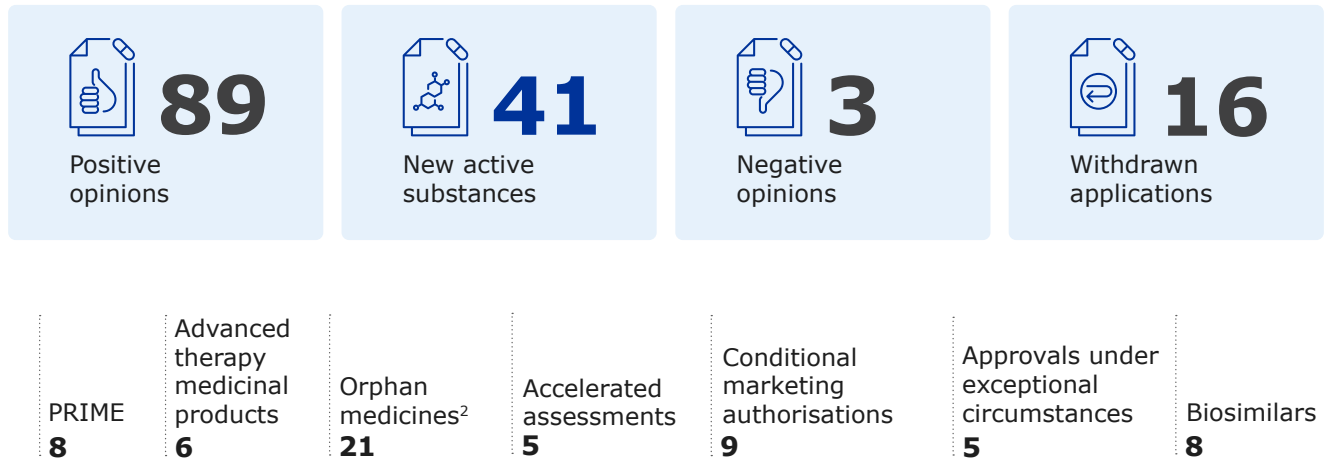 89
Positive
opinions
41
New active
substances
3
Negative
opinions
16
Withdrawn
applications
PRIME
8
Advanced
therapy
medicinal
products
6
Orphan
medicines²
21
Accelerated
assessments
5
Conditional
marketing
authorisations
9
Approvals under
exceptional
circumstances
5
Biosimilars
8